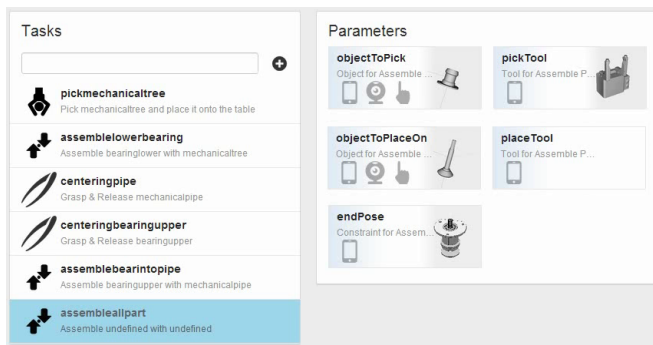 Tasks
pickmechanicaltree
Pick mechanicaltree and place it onto the table
assemblelowerbearing
Assemble bearinglower with mechanicaltree
centeringpipe
Grasp & Release mechanicalpipe
centeringbearingupper
Grasp & Release bearingupper
assemblebearintopipe
Assemble bearingupper with mechanicalpipe
assembleallpart
Assemble undefined with undefined
Parameters
objectToPick
Object for Assemble ...
pickTool
Tool for Assemble P...
objectToPlaceOn
Object for Assemble ...
placeTool
Tool for Assemble P...
endPose
Constraint for Assem...